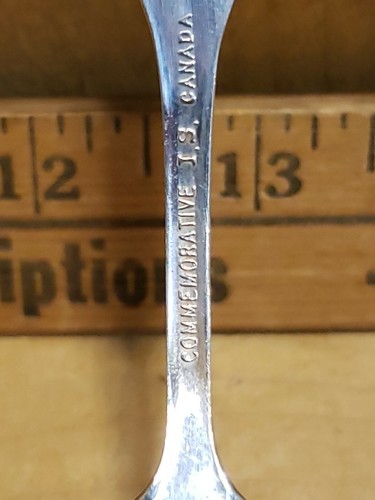 COMMEMORATIVE I.S. CANADA
12 13
iptions